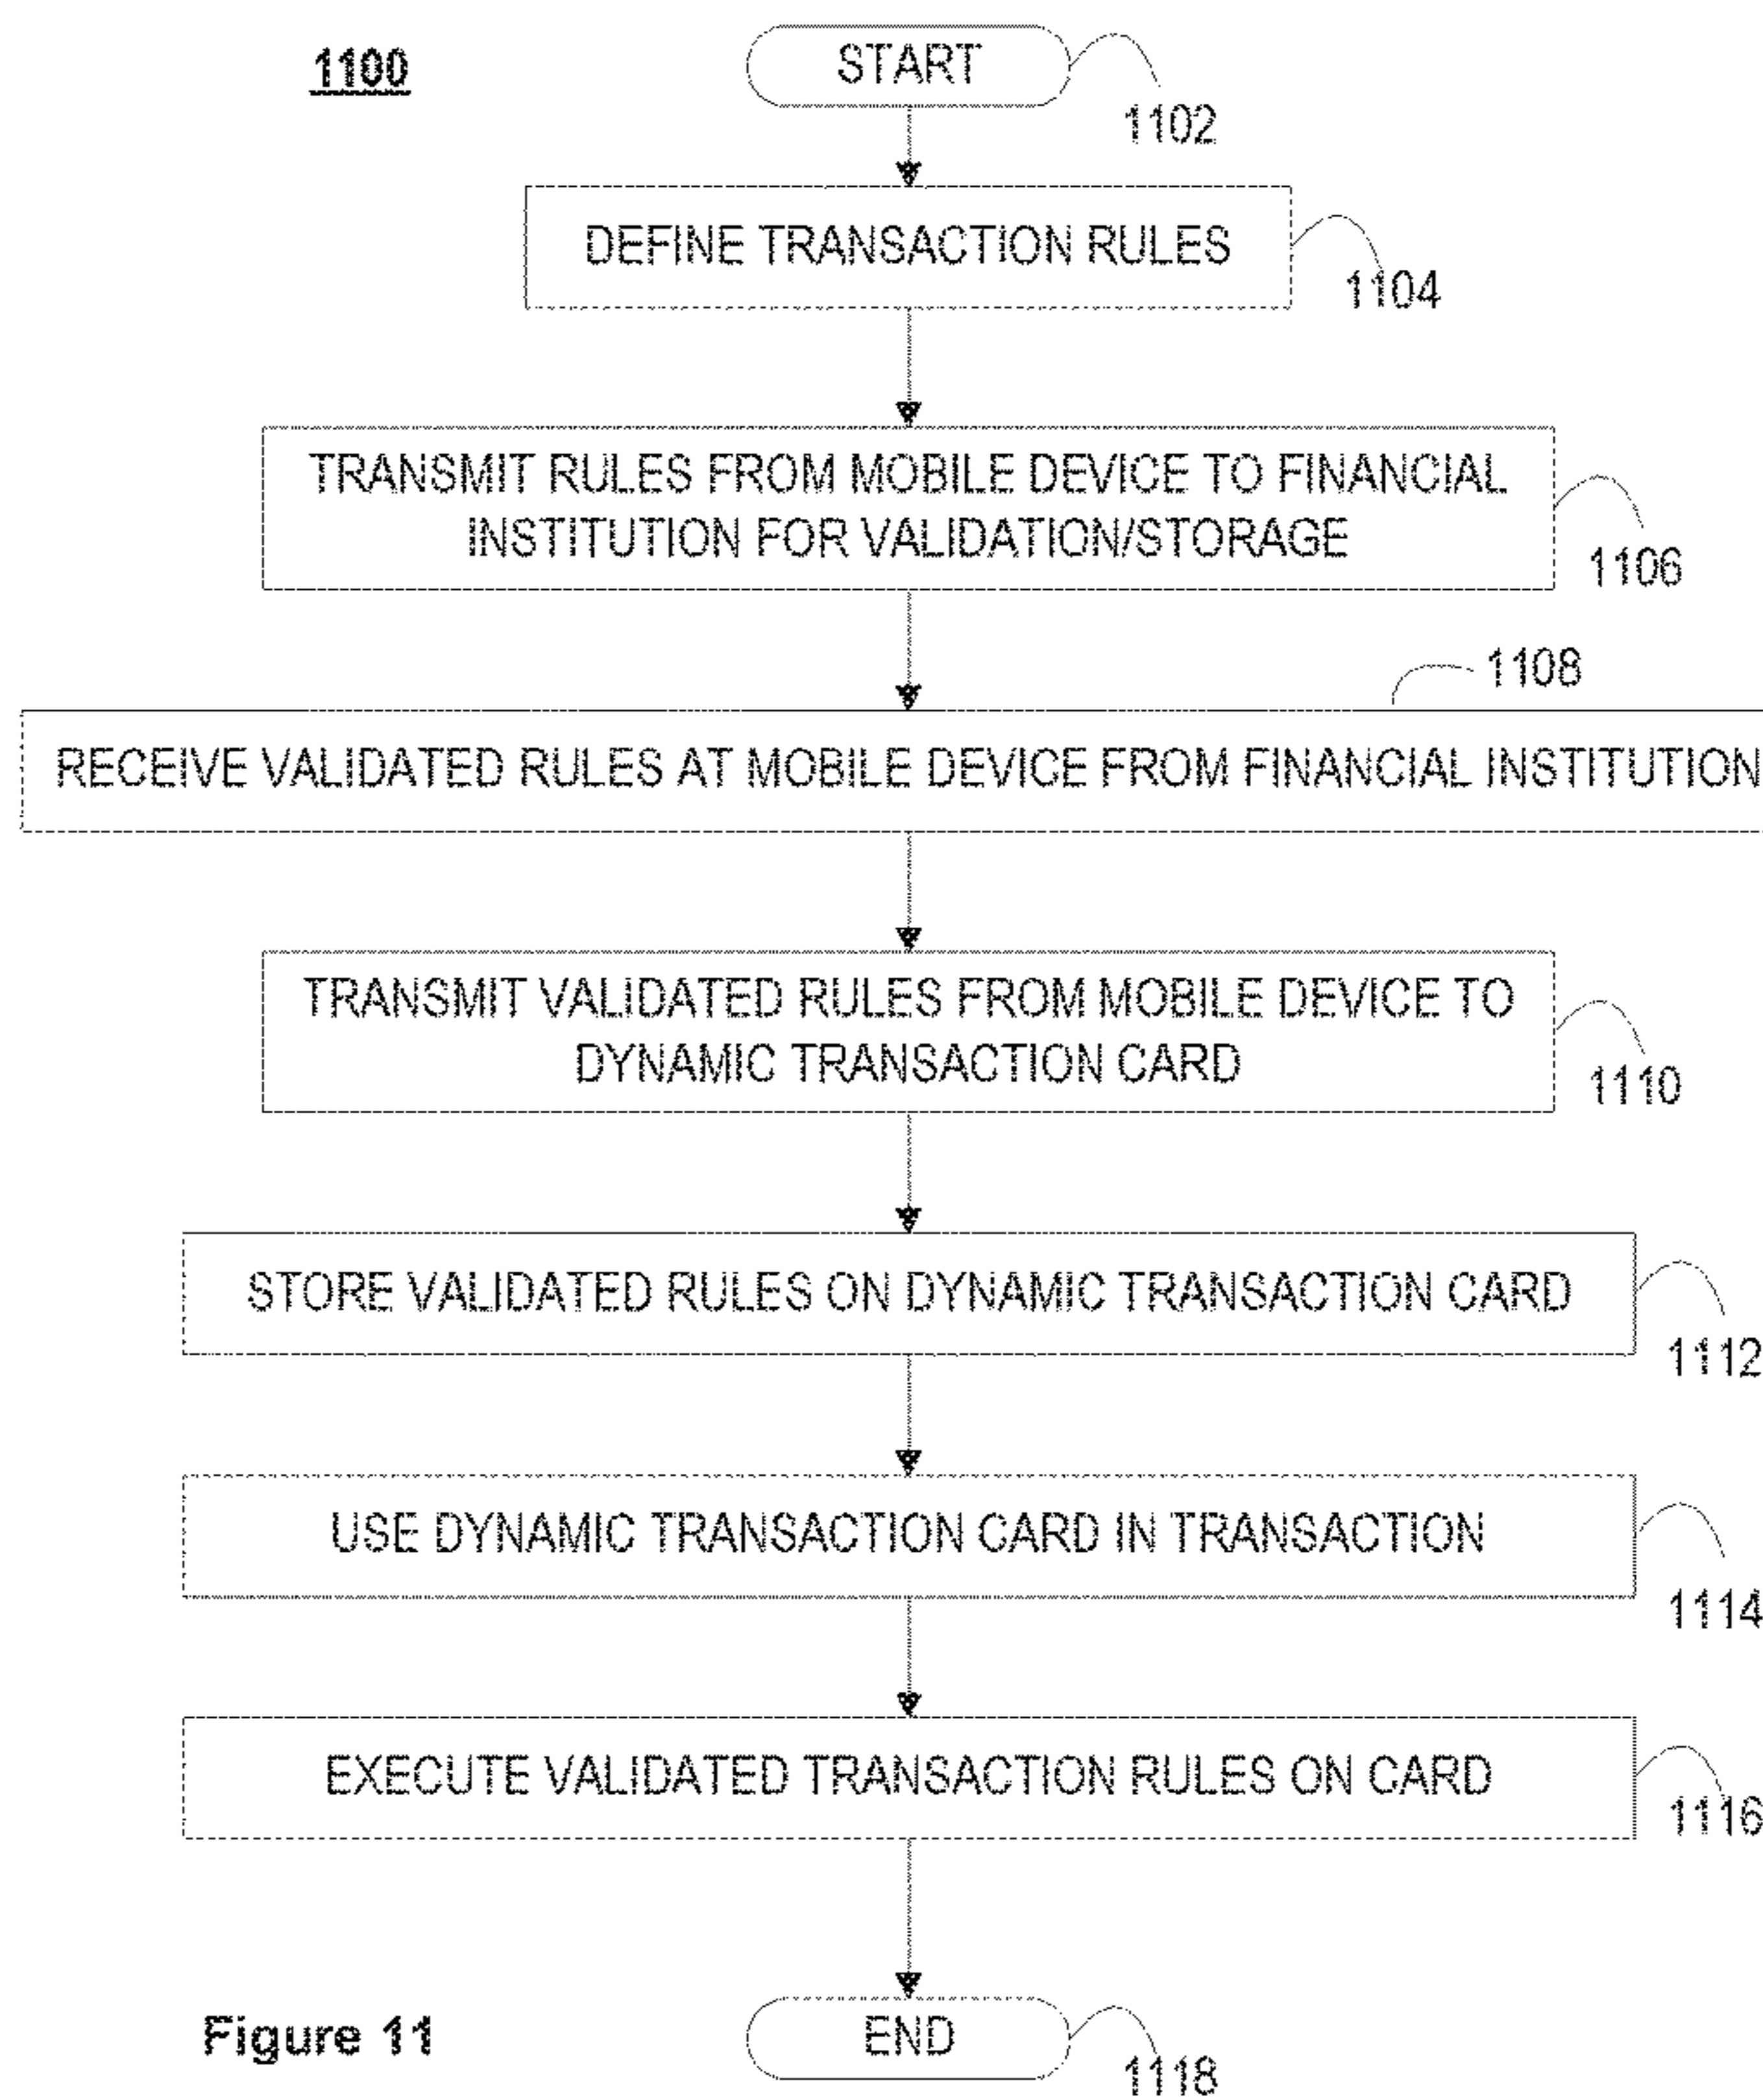 1100
START
1102
DEFINE TRANSACTION RULES
1104
TRANSMIT RULES FROM MOBILE DEVICE TO FINANCIAL
INSTITUTION FOR VALIDATION/STORAGE
1106
1108
RECEIVE VALIDATED RULES AT MOBILE DEVICE FROM FINANCIAL INSTITUTION
TRANSMIT VALIDATED RULES FROM MOBILE DEVICE TO
DYNAMIC TRANSACTION CARD
1110
STORE VALIDATED RULES ON DYNAMIC TRANSACTION CARD
1112
USE DYNAMIC TRANSACTION CARD IN TRANSACTION
1114
EXECUTE VALIDATED TRANSACTION RULES ON CARD
1116
END
1118
Figure 11